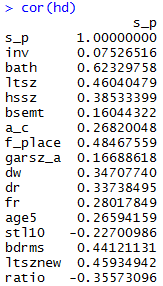 > cor(hd)
s_p
s_p 1.00000000
inv 0.07526516
bath 0.62329758
ltsz 0.46040479
hssz 0.38533399
bsemt 0.16044322
a_c 0.26820048
f_place 0.48467559
garsz_a 0.16688618
dw 0.34707740
dr 0.33738495
fr 0.28017849
age5 0.26594159
stl10 -0.22700986
bdrms 0.44121131
ltsznew 0.45934942
ratio -0.35573096